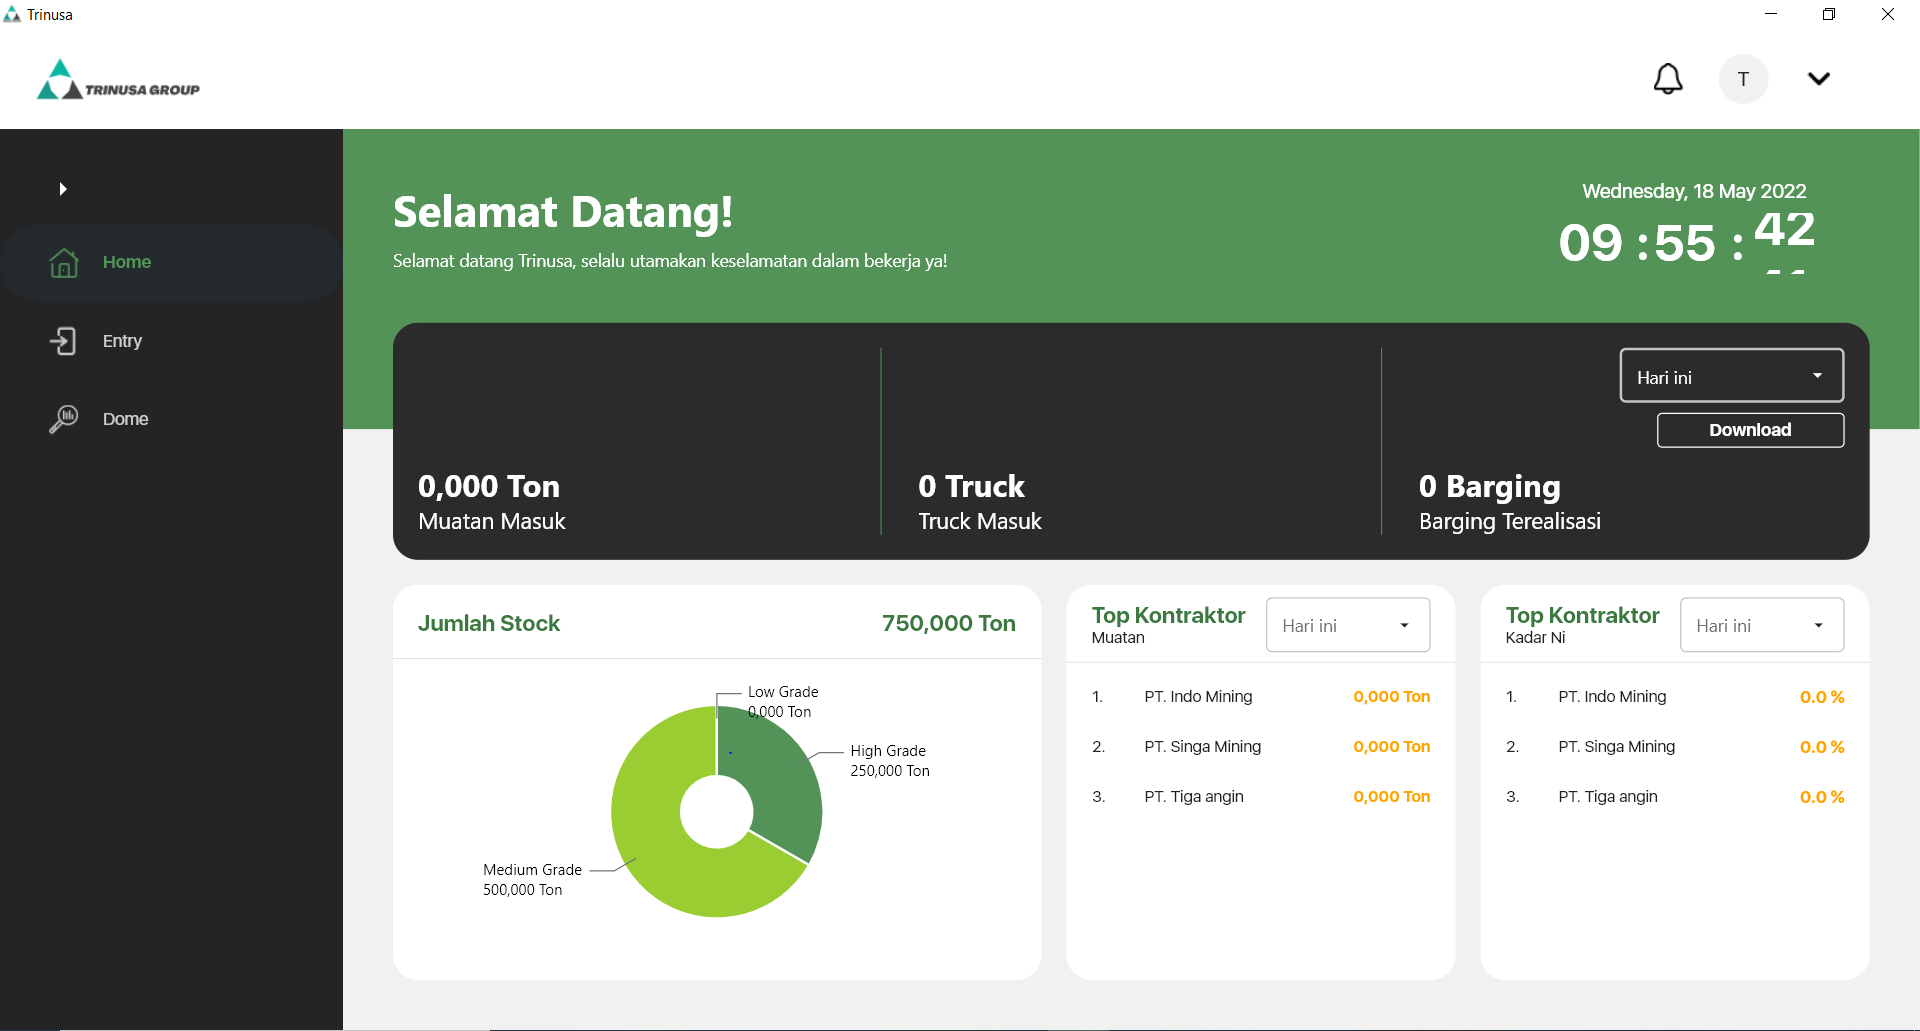 Trinusa
TRINUSA GROUP
T
Home
Entry
Dome
Selamat Datang!
Selamat datang Trinusa, selalu utamakan keselamatan dalam bekerja ya!
Wednesday, 18 May 2022
09 : 55 : 42
Hari ini
Download
0,000 Ton
Muatan Masuk
0 Truck
Truck Masuk
0 Barging
Barging Terealisasi
Jumlah Stock
750,000 Ton
Low Grade
0,000 Ton
High Grade
250,000 Ton
Medium Grade
500,000 Ton
Top Kontraktor
Muatan
Hari ini
1. PT. Indo Mining 0,000 Ton
2. PT. Singa Mining 0,000 Ton
3. PT. Tiga angin 0,000 Ton
Top Kontraktor
Kadar Ni
Hari ini
1. PT. Indo Mining 0.0 %
2. PT. Singa Mining 0.0 %
3. PT. Tiga angin 0.0 %